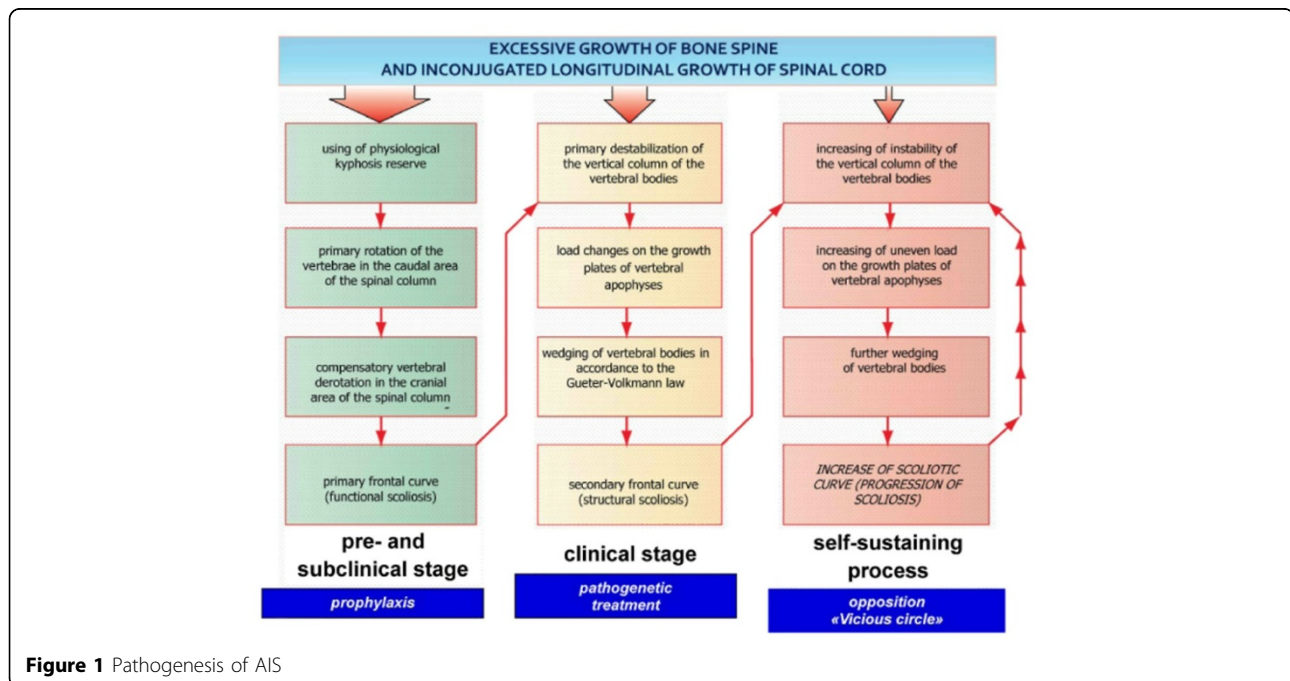 EXCESSIVE GROWTH OF BONE SPINE
AND INCONJUGATED LONGITUDINAL GROWTH OF SPINAL CORD
using of physiological
kyphosis reserve
primary rotation of the
vertebrae in the caudal area
of the spinal column
compensatory vertebral
derotation in the cranial
area of the spinal column
primary frontal curve
(functional scoliosis)
pre- and
subclinical stage
prophylaxis
primary destabilization of
the vertical column of the
vertebral bodies
load changes on the growth
plates of vertebral
apophyses
wedging of vertebral bodies in
accordance to the
Gueter-Volkmann law
secondary frontal curve
(structural scoliosis)
clinical stage
pathogenetic
treatment
increasing of instability of
the vertical column of the
vertebral bodies
increasing of uneven load
on the growth plates of
vertebral apophyses
further wedging
of vertebral bodies
INCREASE OF SCOLIOTIC
CURVE (PROGRESSION OF
SCOLIOSIS)
self-sustaining
process
opposition
«Vicious circle»
Figure 1 Pathogenesis of AIS